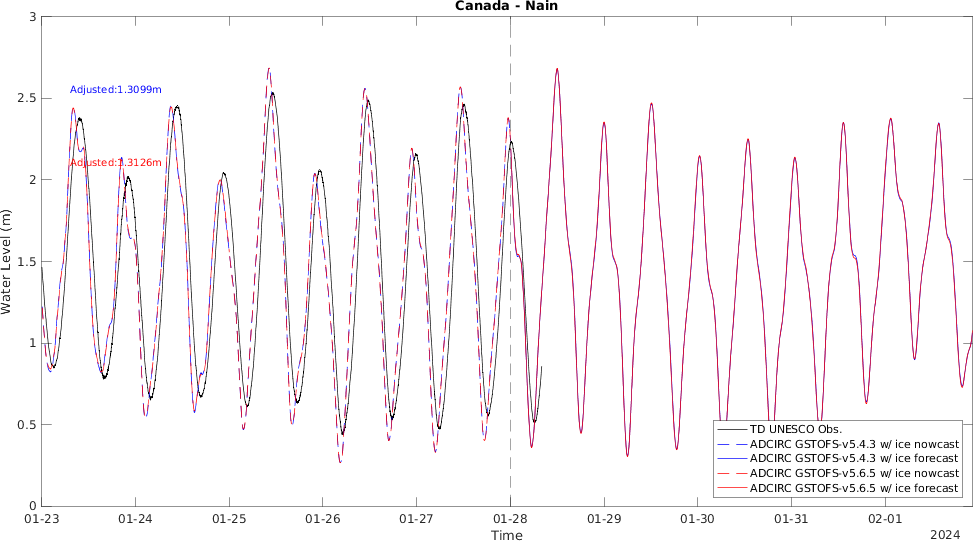 Canada - Nain
3
2.5
2
1.5
1
0.5
0
Water Level (m)
Adjusted:1.3099m
Adjusted:1.3126m
TD UNESCO Obs.
ADCIRC GSTOFS-v5.4.3 w/ ice nowcast
ADCIRC GSTOFS-v5.4.3 w/ ice forecast
ADCIRC GSTOFS-v5.6.5 w/ ice nowcast
ADCIRC GSTOFS-v5.6.5 w/ ice forecast
01-23 01-24 01-25 01-26 01-27 01-28 01-29 01-30 01-31 02-01
Time
2024